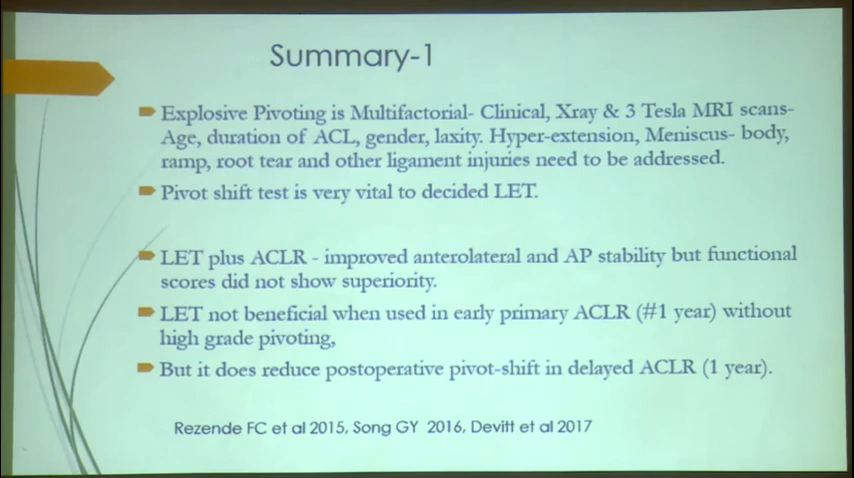 Summary-1
Explosive Pivoting is Multifactorial- Clinical, Xray & 3 Tesla MRI scans-
Age, duration of ACL, gender, laxity. Hyper-extension, Meniscus- body,
ramp, root tear and other ligament injuries need to be addressed.
Pivot shift test is very vital to decided LET.
LET plus ACLR - improved anterolateral and AP stability but functional
scores did not show superiority.
LET not beneficial when used in early primary ACLR (#1 year) without
high grade pivoting,
But it does reduce postoperative pivot-shift in delayed ACLR (1 year).
Rezende FC et al 2015, Song GY 2016, Devitt et al 2017